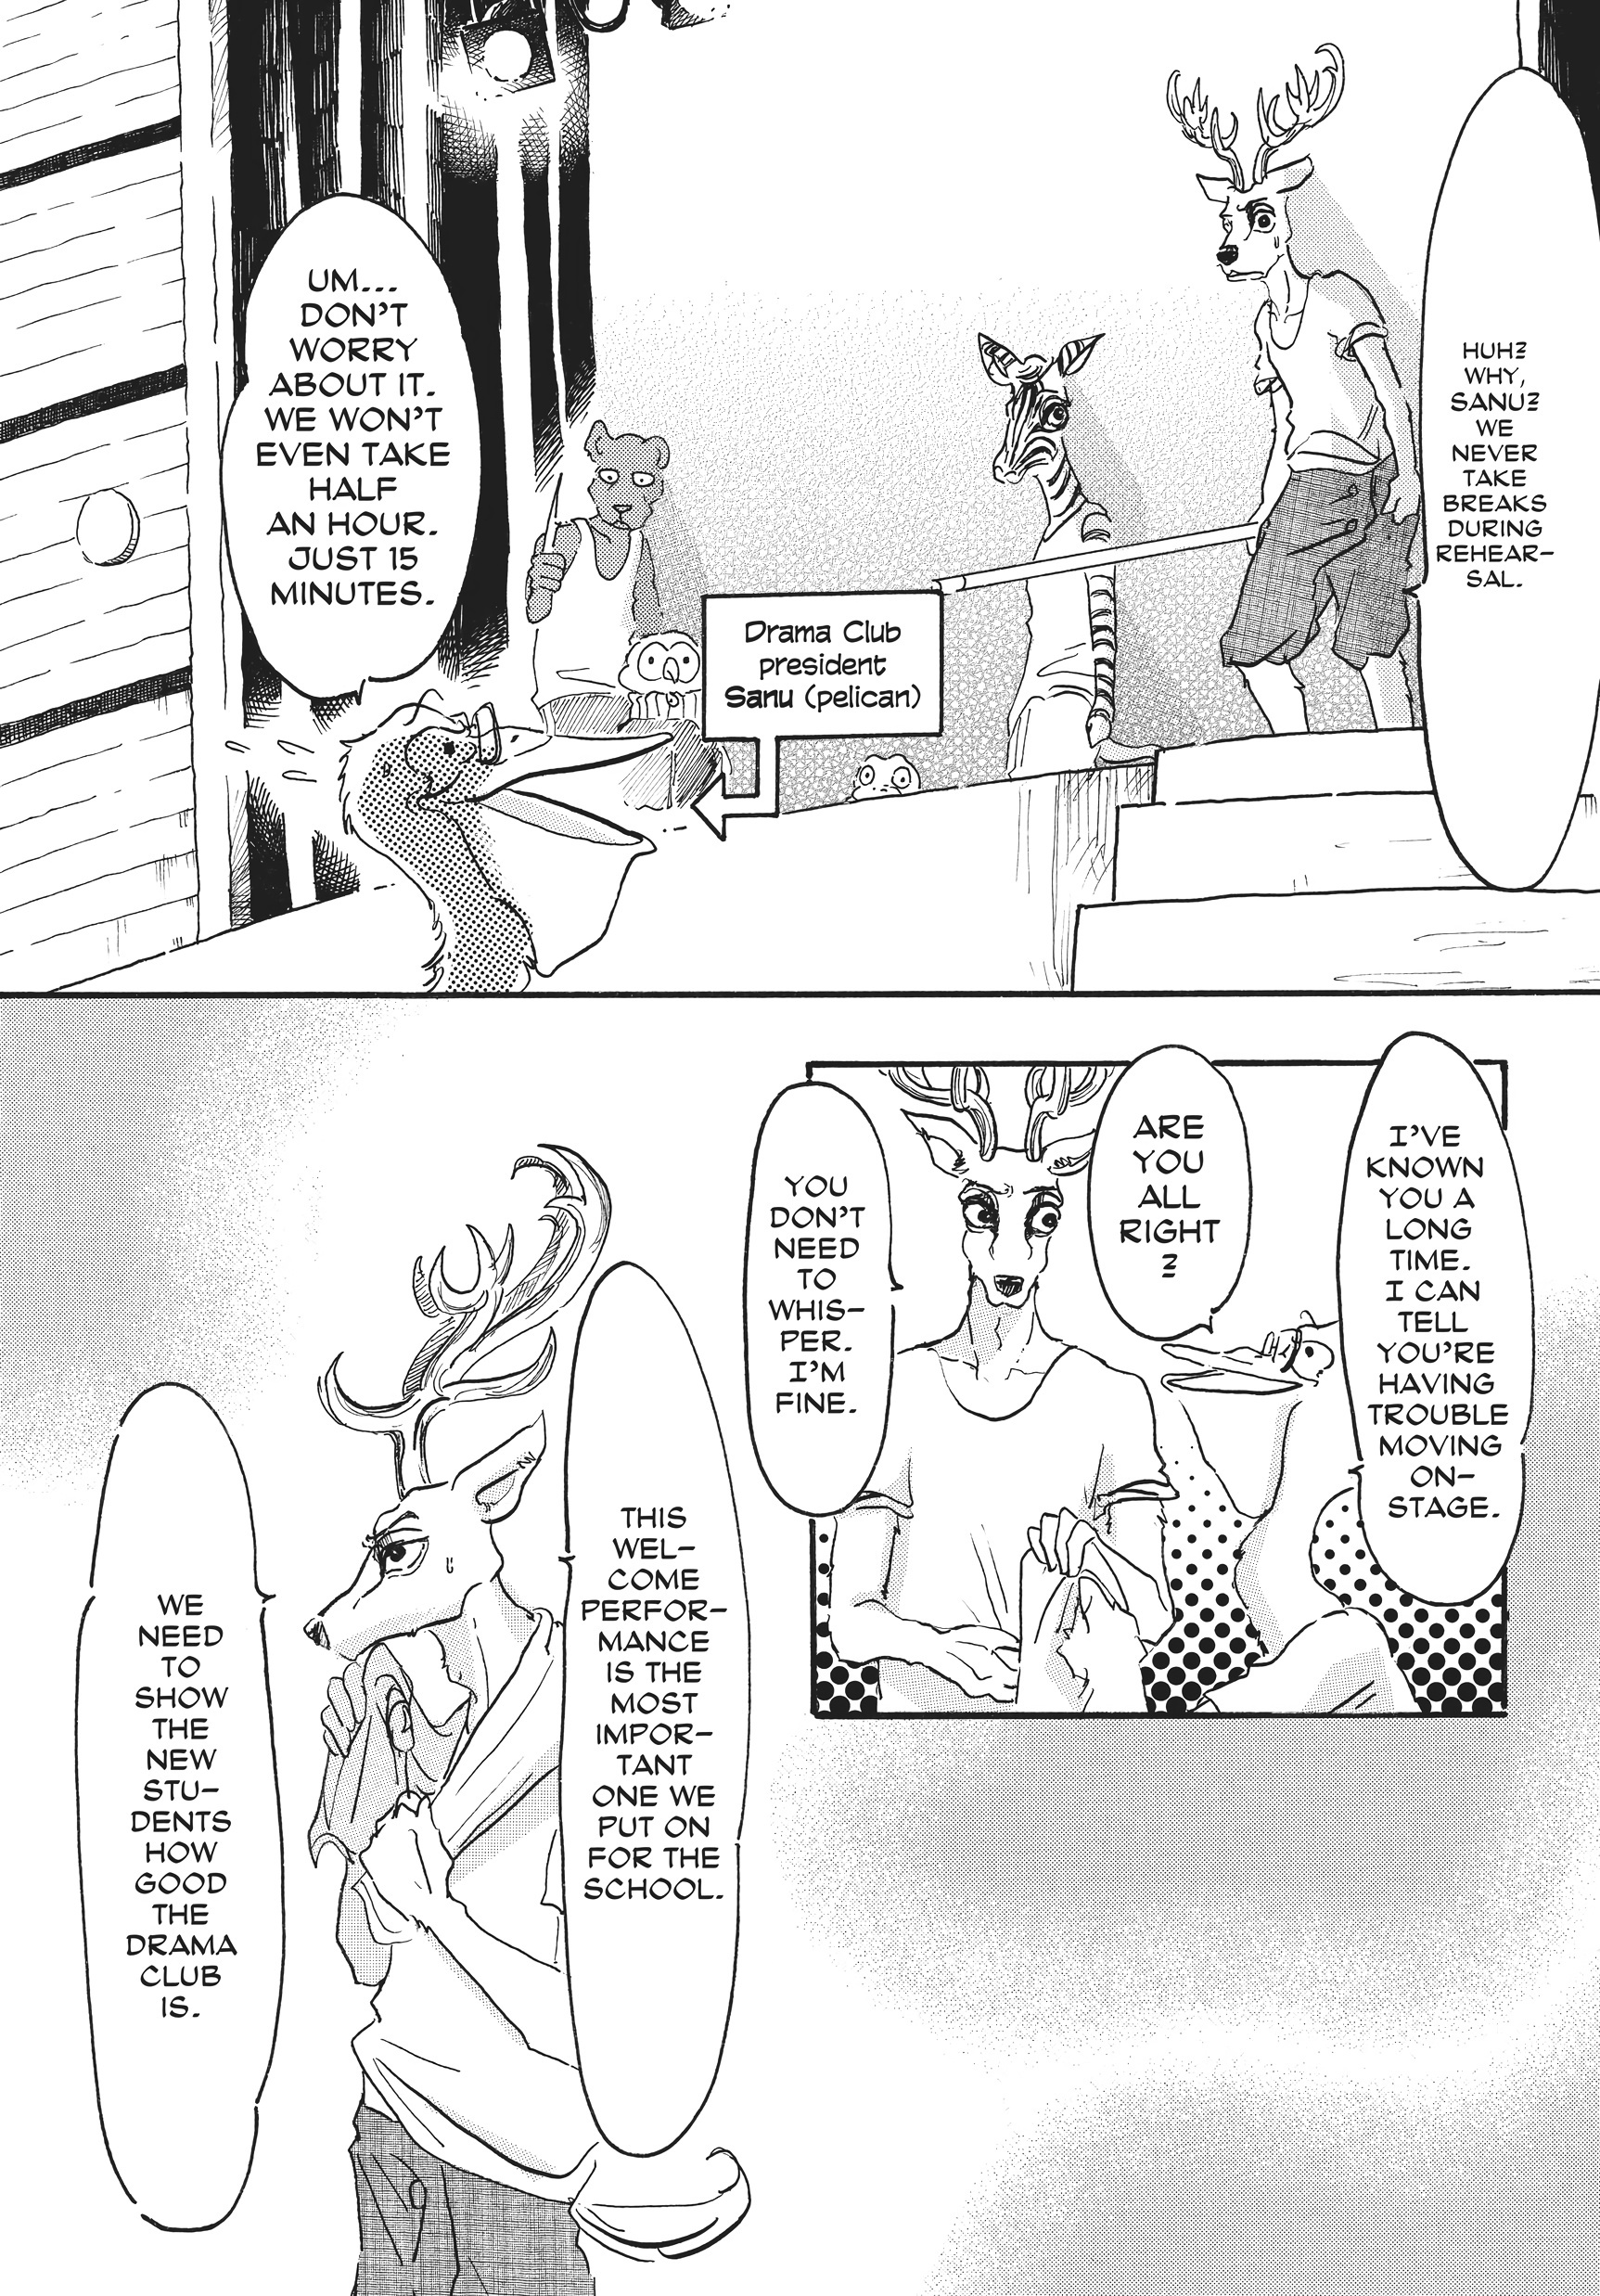 HUH?
WHY,
SANU?
WE
NEVER
TAKE
BREAKS
DURING
REHEAR-
SAL.
UM...
DON'T
WORRY
ABOUT IT.
WE WON'T
EVEN TAKE
HALF
AN HOUR.
JUST 15
MINUTES.
Drama Club
president
Sanu (pelican)
I'VE
KNOWN
YOU A
LONG
TIME.
I CAN
TELL
YOU'RE
HAVING
TROUBLE
MOVING
ON-
STAGE.
ARE
YOU
ALL
RIGHT
?
YOU
DON'T
NEED
TO
WHIS-
PER.
I'M
FINE.
THIS
WEL-
COME
PERFOR-
MANCE
IS THE
MOST
IMPOR-
TANT
ONE WE
PUT ON
FOR THE
SCHOOL.
WE
NEED
TO
SHOW
THE
NEW
STU-
DENTS
HOW
GOOD
THE
DRAMA
CLUB
IS.